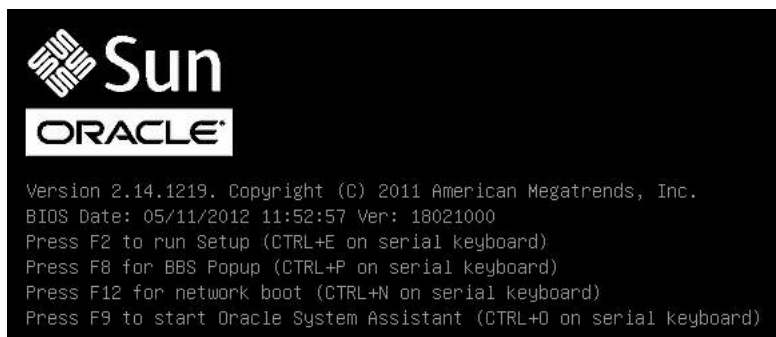 Sun
ORACLE
Version 2.14.1219. Copyright (C) 2011 American Megatrends, Inc.
BIOS Date: 05/11/2012 11:52:57 Ver: 18021000
Press F2 to run Setup (CTRL+E on serial keyboard)
Press F8 for BBS Popup (CTRL+P on serial keyboard)
Press F12 for network boot (CTRL+N on serial keyboard)
Press F9 to start Oracle System Assistant (CTRL+O on serial keyboard)